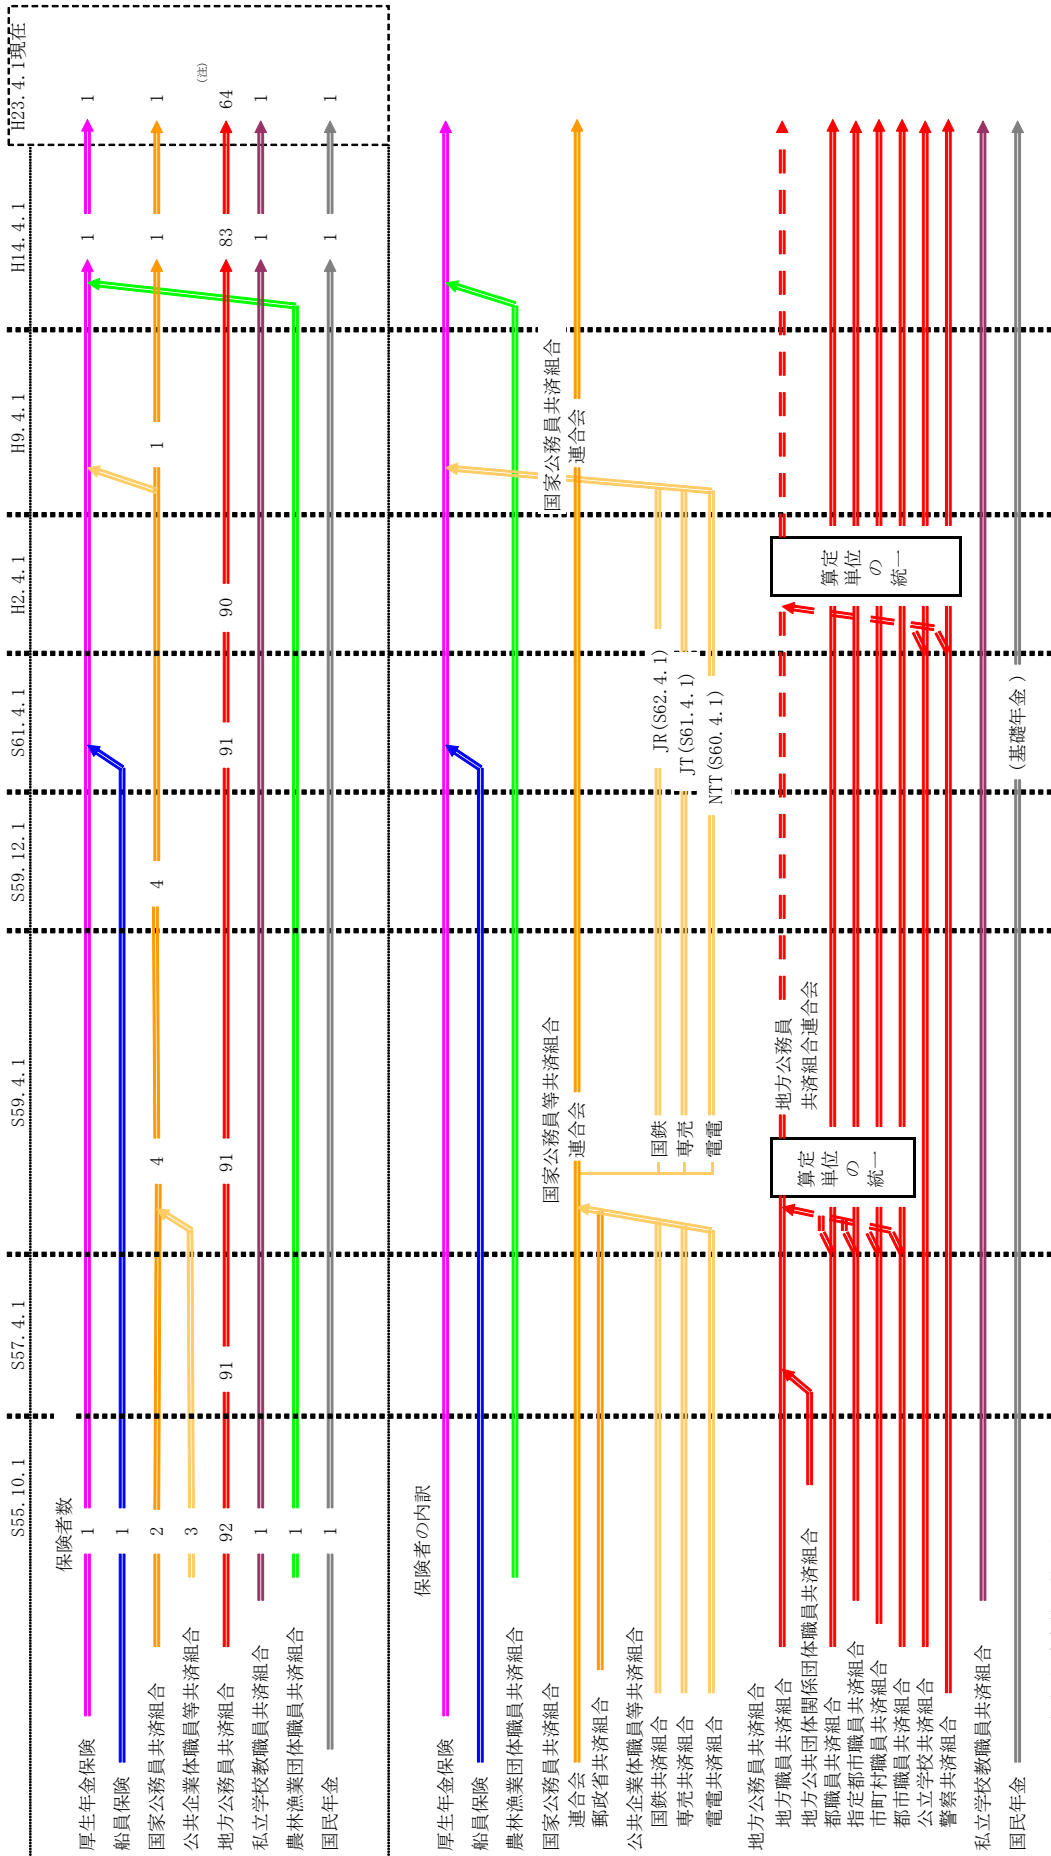 S55.10.1 S57.4.1 S59.4.1 S59.12.1 S61.4.1 H2.4.1 H9.4.1 H14.4.1 H23.4.1現在
保険者数
厚生年金保険 1 1 1
船員保険 1
国家公務員共済組合 2 4 4 1 1 1
公共企業体職員等共済組合 3
(注)
地方公務員共済組合 92 91 91 91 90 83 64
私立学校教職員共済組合 1 1 1
農林漁業団体職員共済組合 1
国民年金 1 1 1
保険者の内訳
厚生年金保険
船員保険
農林漁業団体職員共済組合
国家公務員共済組合 国家公務員等共済組合 国家公務員共済組合
連合会 連合会 連合会
郵政省共済組合
公共企業体職員等共済組合
国鉄共済組合 国鉄 JR(S62.4.1)
専売共済組合 専売 JT(S61.4.1)
電電共済組合 電電 NTT(S60.4.1)
地方公務員共済組合
地方職員共済組合 地方公務員
地方公共団体関係団体職員共済組合 共済組合連合会
算定
単位
の
統一
算定
単位
の
統一
都職員共済組合
指定都市職員共済組合
市町村職員共済組合
都市職員共済組合
公立学校共済組合
警察共済組合
私立学校教職員共済組合
国民年金 (基礎年金)